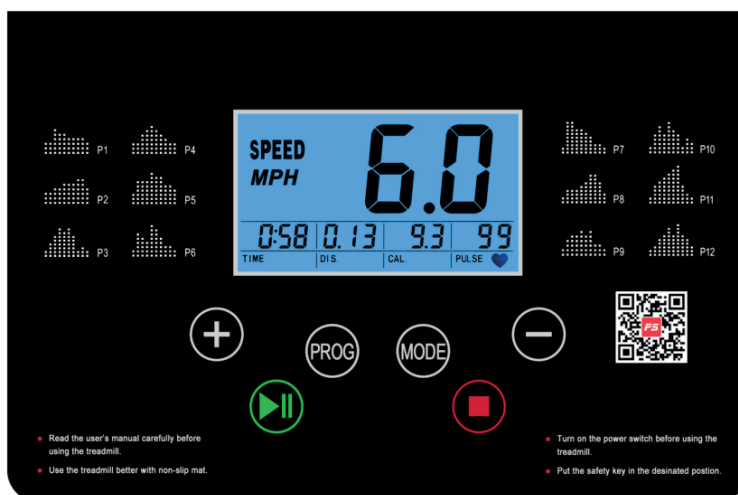 P1
P4
P2
P5
P3
P6
SPEED
MPH
6.0
0:58 0.13 9.3 99
TIME DIS. CAL. PULSE
P7
P10
P8
P11
P9
P12
+
PROG
MODE
−
FS
Read the user's manual carefully before
using the treadmill.
Use the treadmill better with non-slip mat.
Turn on the power switch before using the
treadmill.
Put the safety key in the desinated postion.